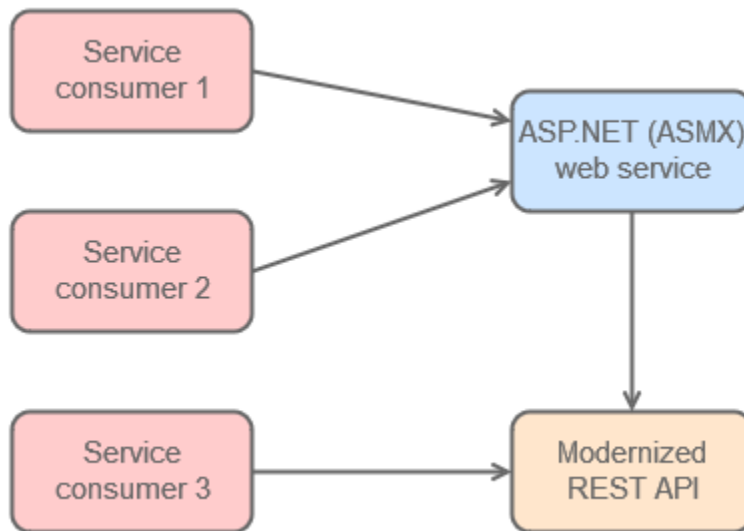 Service
consumer 1
ASP.NET (ASMX)
web service
Service
consumer 2
Service
consumer 3
Modernized
REST API